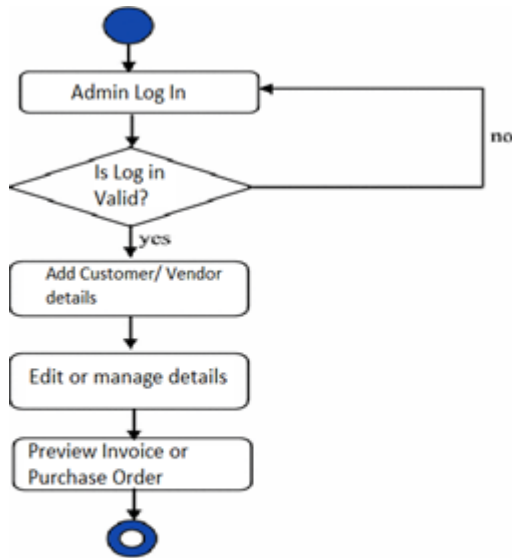 Admin Log In
no
Is Log in
Valid?
yes
Add Customer/ Vendor
details
Edit or manage details
Preview Invoice or
Purchase Order